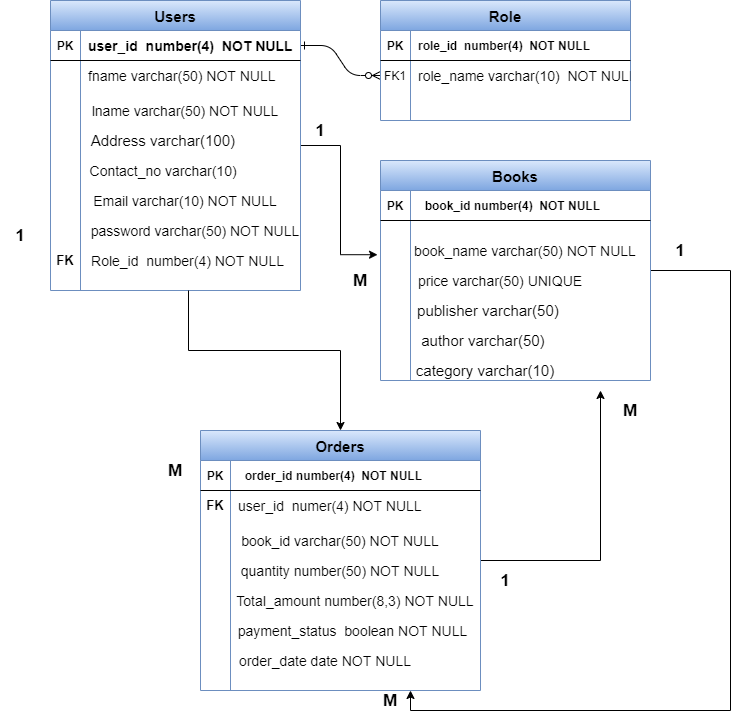 Users
PK user_id number(4) NOT NULL
fname varchar(50) NOT NULL
lname varchar(50) NOT NULL
Address varchar(100)
Contact_no varchar(10)
Email varchar(10) NOT NULL
password varchar(50) NOT NULL
FK Role_id number(4) NOT NULL
Role
PK role_id number(4) NOT NULL
FK1 role_name varchar(10) NOT NUL
1
1
M
Books
PK book_id number(4) NOT NULL
book_name varchar(50) NOT NULL
price varchar(50) UNIQUE
publisher varchar(50)
author varchar(50)
category varchar(10)
1
M
M
Orders
PK order_id number(4) NOT NULL
FK user_id numer(4) NOT NULL
book_id varchar(50) NOT NULL
quantity number(50) NOT NULL
Total_amount number(8,3) NOT NULL
payment_status boolean NOT NULL
order_date date NOT NULL
1
M